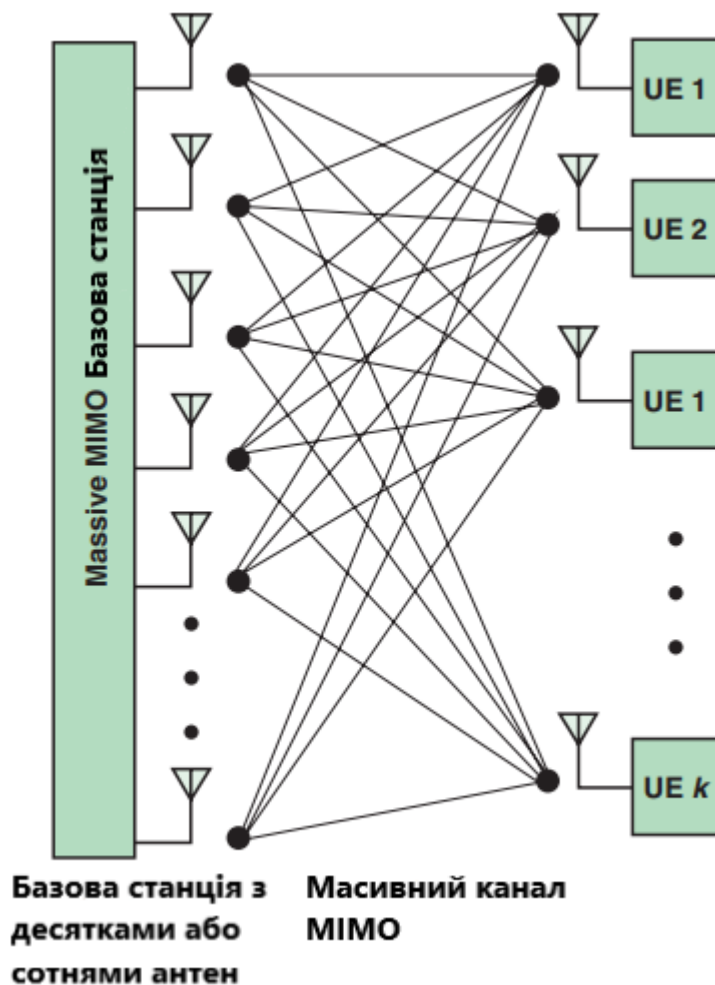 Massive MIMO Базова станція
UE 1
UE 2
UE 1
UE k
Базова станція з
десятками або
сотнями антен
Масивний канал
MIMO